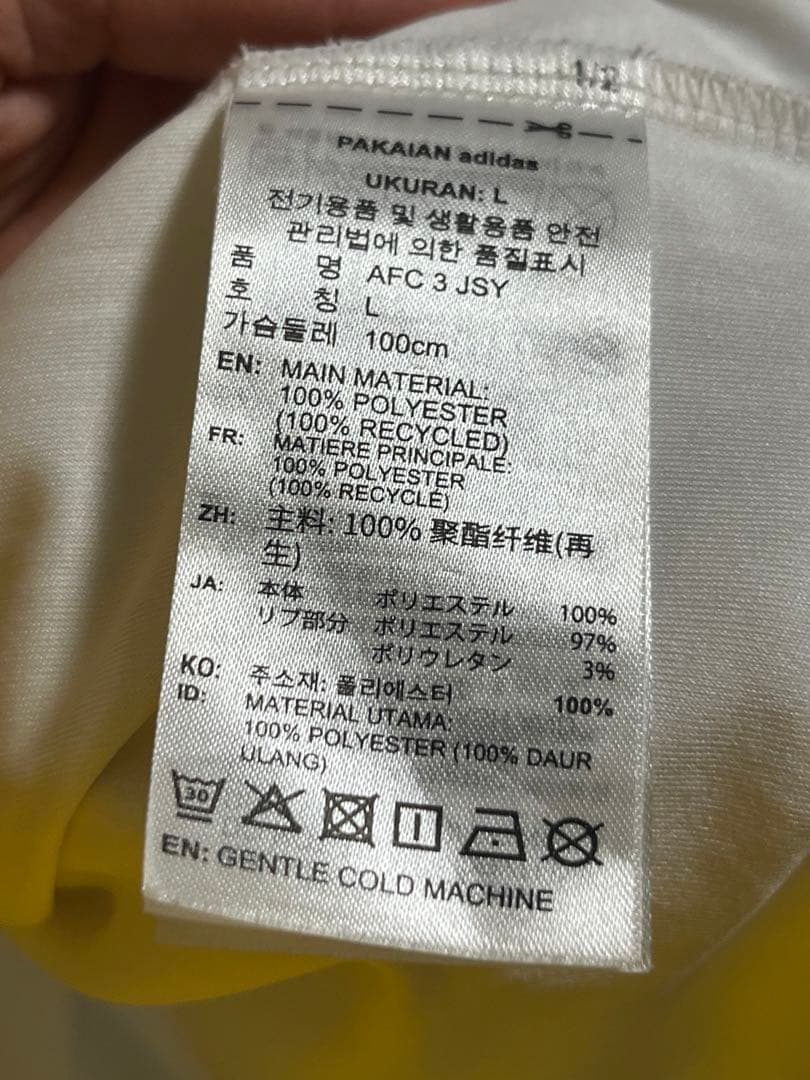 1/2
PAKAIAN adidas
UKURAN: L
전기용품 및 생활용품 안전
관리법에 의한 품질표시
품 명 AFC 3 JSY
호 칭 L
가슴둘레 100cm
EN: MAIN MATERIAL:
100% POLYESTER
(100% RECYCLED)
FR: MATIERE PRINCIPALE:
100% POLYESTER
(100% RECYCLE)
ZH: 主料: 100% 聚酯纤维(再
生)
JA: 本体 ポリエステル 100%
リブ部分 ポリエステル 97%
ポリウレタン 3%
KO: 주소재: 폴리에스터 100%
ID: MATERIAL UTAMA:
100% POLYESTER (100% DAUR
ULANG)
30
EN: GENTLE COLD MACHINE